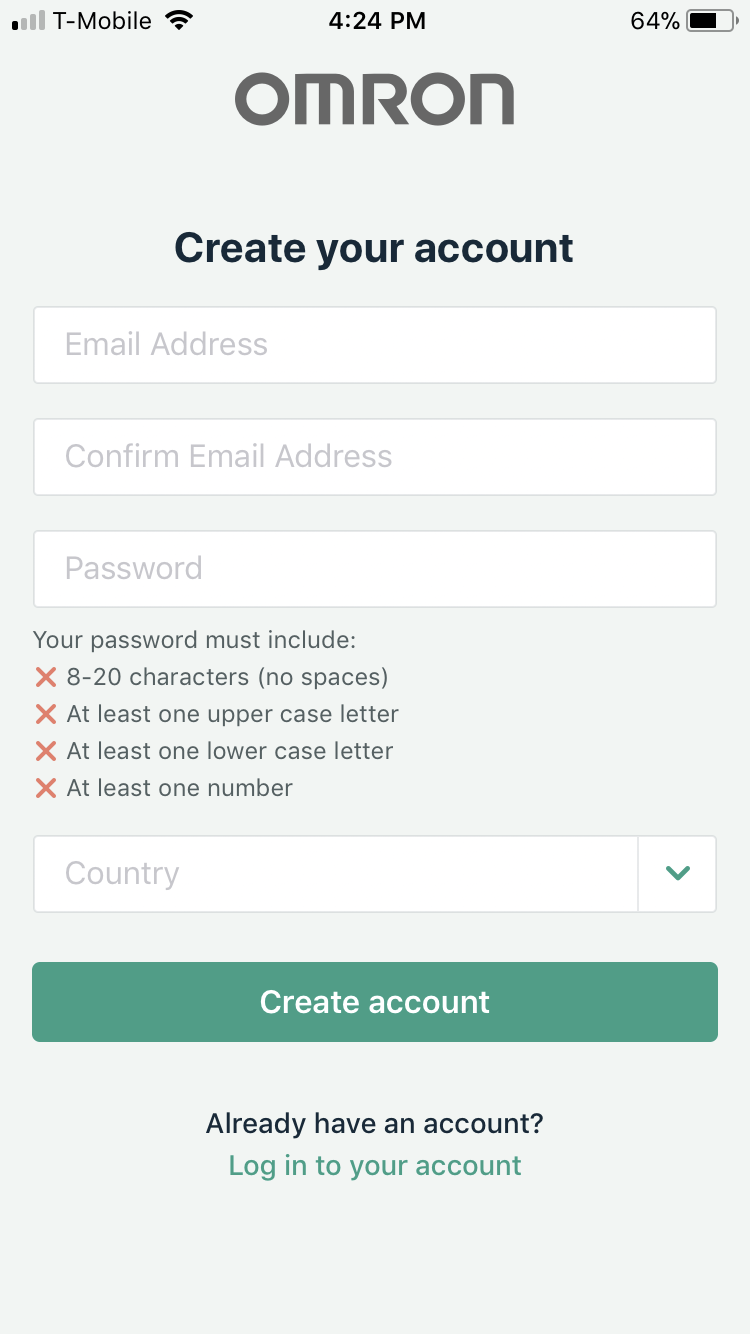 T-Mobile 4:24 PM 64%
OMRON
Create your account
Email Address
Confirm Email Address
Password
Your password must include:
8-20 characters (no spaces)
At least one upper case letter
At least one lower case letter
At least one number
Country
Create account
Already have an account?
Log in to your account